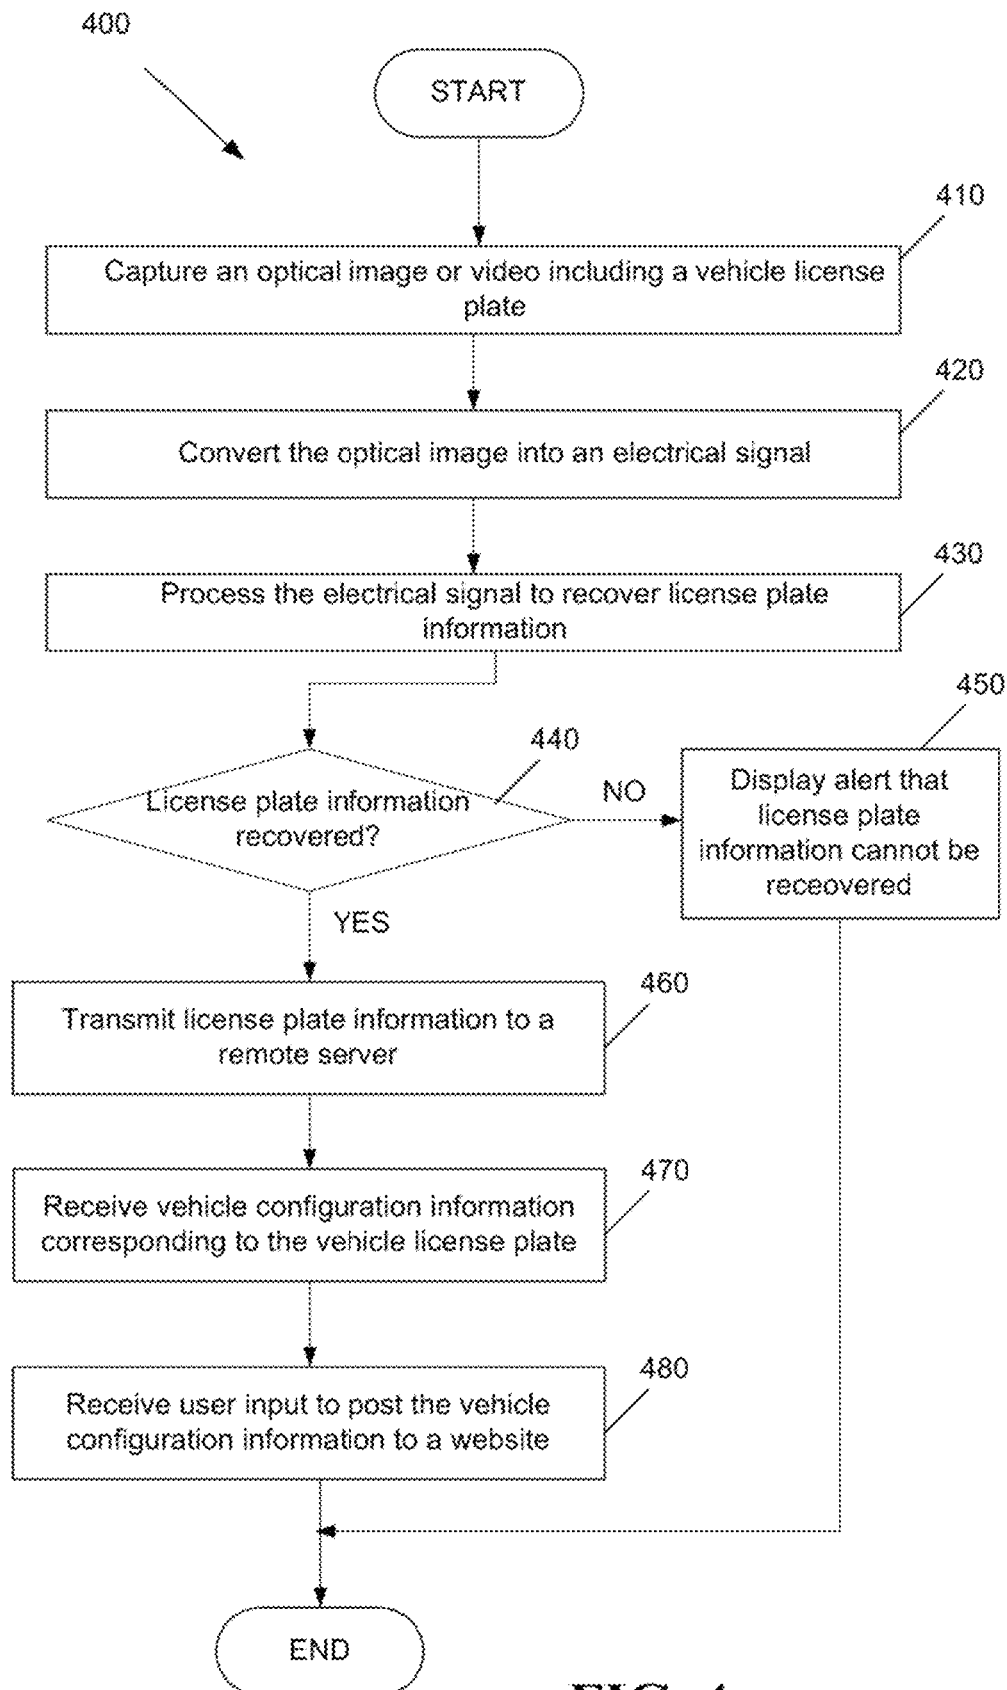 400
START
410
Capture an optical image or video including a vehicle license
plate
420
Convert the optical image into an electrical signal
430
Process the electrical signal to recover license plate
information
440
License plate information
recovered?
NO
450
Display alert that
license plate
information cannot be
receovered
YES
460
Transmit license plate information to a
remote server
470
Receive vehicle configuration information
corresponding to the vehicle license plate
480
Receive user input to post the vehicle
configuration information to a website
END
FIG. 4